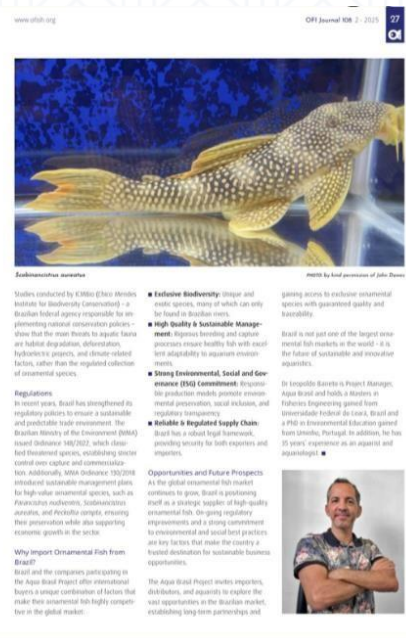 www.ofish.org
OFI Journal 108 2 - 2025
27
Scobinancistrus aureatus
PHOTO by kind permission of John Dawes
Studies conducted by ICMBio (Chico Mendes
Institute for Biodiversity Conservation) – a
Brazilian federal agency responsible for im-
plementing national conservation policies –
show that the main threats to aquatic fauna
are habitat degradation, deforestation,
hydroelectric projects, and climate-related
factors, rather than the regulated collection
of ornamental species.
Regulations
In recent years, Brazil has strengthened its
regulatory policies to ensure a sustainable
and predictable trade environment. The
Brazilian Ministry of the Environment (MMA)
issued Ordinance 148/2022, which classi-
fied threatened species, establishing stricter
control over capture and commercializa-
tion. Additionally, MMA Ordinance
introduced sustainable management plans
for high-value ornamental species, such as
Scobinancistrus
aureatus, and Peckoltia compta, ensuring
their preservation while also supporting
economic growth in the sector.
Why Import Ornamental Fish from
Brazil?
Brazil and the companies participating in
the Aqua Brasil Project offer international
buyers a unique combination of factors that
make their ornamental fish highly competi-
tive in the global market:
■ Exclusive Biodiversity: Unique and
exotic species, many of which can only
be found in Brazilian rivers.
■ High Quality & Sustainable Manage-
ment: Rigorous breeding and capture
processes ensure healthy fish with excel-
lent adaptability to aquarium environ-
ments.
■ Strong Environmental, Social and Gov-
ernance (ESG) Commitment: Responsi-
ble production models promote environ-
mental preservation, social inclusion, and
regulatory transparency.
■ Reliable & Regulated Supply Chain:
Brazil has a robust legal framework,
providing security for both exporters and
importers.
Opportunities and Future Prospects
As the global ornamental fish market
continues to grow, Brazil is positioning
itself as a strategic supplier of high-quality
ornamental fish. On-going regulatory
improvements and a strong commitment
to environmental and social best practices
are key factors that make the country a
trusted destination for sustainable business
opportunities.
The Aqua Brasil Project invites importers,
distributors, and aquarists to explore the
vast opportunities in the Brazilian market,
establishing long-term partnerships and
gaining access to exclusive ornamental
species with guaranteed quality and
traceability.
Brazil is not just one of the largest orna-
mental fish markets in the world – it is
the future of sustainable and innovative
aquaristics.
Dr Leopoldo Barreto is Project Manager,
Aqua Brasil and holds a Masters in
Fisheries Engineering gained from
Universidade Federal do Ceará, Brazil and
a PhD in Environmental Education gained
from Uminho, Portugal. In addition, he has
35 years' experience as an aquarist and
aquariologist. ■